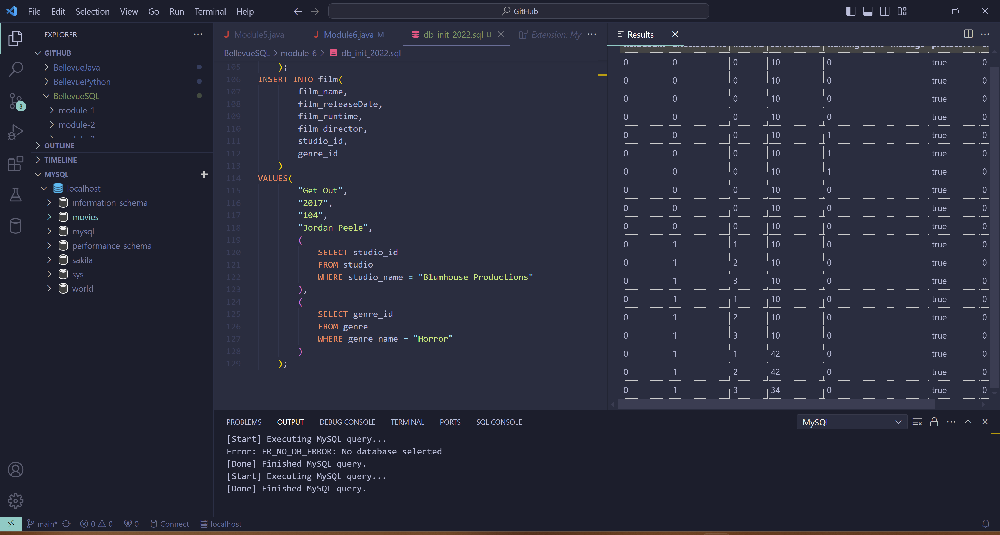 File Edit Selection View Go Run Terminal Help
GitHub
EXPLORER
GITHUB
BellevueJava
BellevuePython
BellevueSQL
module-1
module-2
OUTLINE
TIMELINE
MYSQL
localhost
information_schema
movies
mysql
performance_schema
sakila
sys
world
8
Module5.java
Module6.java M
db_init_2022.sql U
Extension: My.
BellevueSQL > module-6 > db_init_2022.sql
105 );
106 INSERT INTO film(
107 film_name,
108 film_releaseDate,
109 film_runtime,
110 film_director,
111 studio_id,
112 genre_id
113 )
114 VALUES(
115 "Get Out",
116 "2017",
117 "104",
118 "Jordan Peele",
119 (
120 SELECT studio_id
121 FROM studio
122 WHERE studio_name = "Blumhouse Productions"
123 ),
124 (
125 SELECT genre_id
126 FROM genre
127 WHERE genre_name = "Horror"
128 )
129 );
Results
fieldCount affectedRows insertId serverStatus warningCount message protocol41
0 0 0 10 0 true 0
0 0 0 10 0 true 0
0 0 0 10 0 true 0
0 0 0 10 0 true 0
0 0 0 10 1 true 0
0 0 0 10 1 true 0
0 0 0 10 1 true 0
0 0 0 10 0 true 0
0 0 0 10 0 true 0
0 0 0 10 0 true 0
0 1 1 10 0 true 0
0 1 2 10 0 true 0
0 1 3 10 0 true 0
0 1 1 10 0 true 0
0 1 2 10 0 true 0
0 1 3 10 0 true 0
0 1 1 42 0 true 0
0 1 2 42 0 true 0
0 1 3 34 0 true 0
PROBLEMS OUTPUT DEBUG CONSOLE TERMINAL PORTS SQL CONSOLE
MySQL
[Start] Executing MySQL query...
Error: ER_NO_DB_ERROR: No database selected
[Done] Finished MySQL query.
[Start] Executing MySQL query...
[Done] Finished MySQL query.
main* 0 0 0 Connect localhost